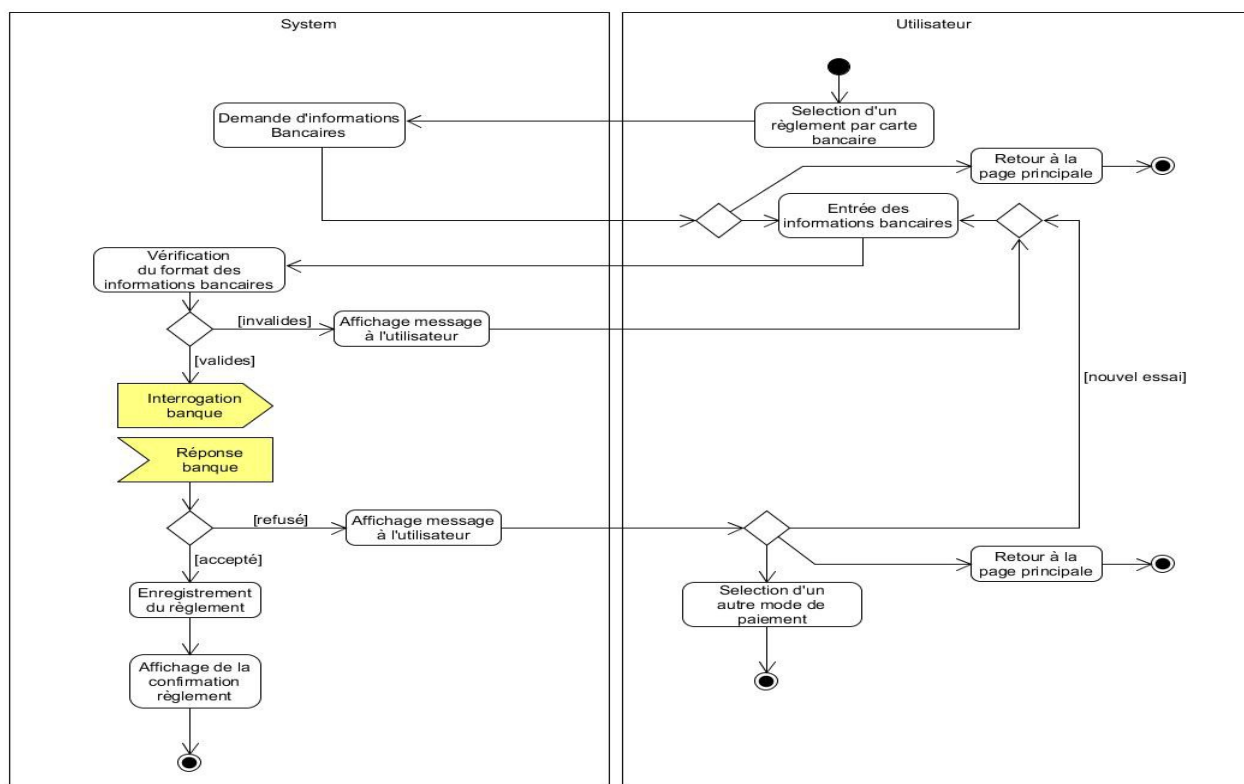 System
Utilisateur
Demande d'informations
Bancaires
Selection d'un
règlement par carte
bancaire
Retour à la
page principale
Entrée des
informations bancaires
Vérification
du format des
informations bancaires
[invalides]
Affichage message
à l'utilisateur
[valides]
[nouvel essai]
Interrogation
banque
Réponse
banque
[refusé]
Affichage message
à l'utilisateur
[accepté]
Retour à la
page principale
Enregistrement
du règlement
Selection d'un
autre mode de
paiement
Affichage de la
confirmation
règlement